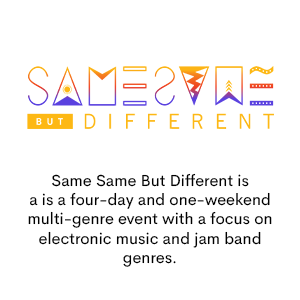 SAME SAME
BUT DIFFERENT
Same Same But Different is
a is a four-day and one-weekend
multi-genre event with a focus on
electronic music and jam band
genres.